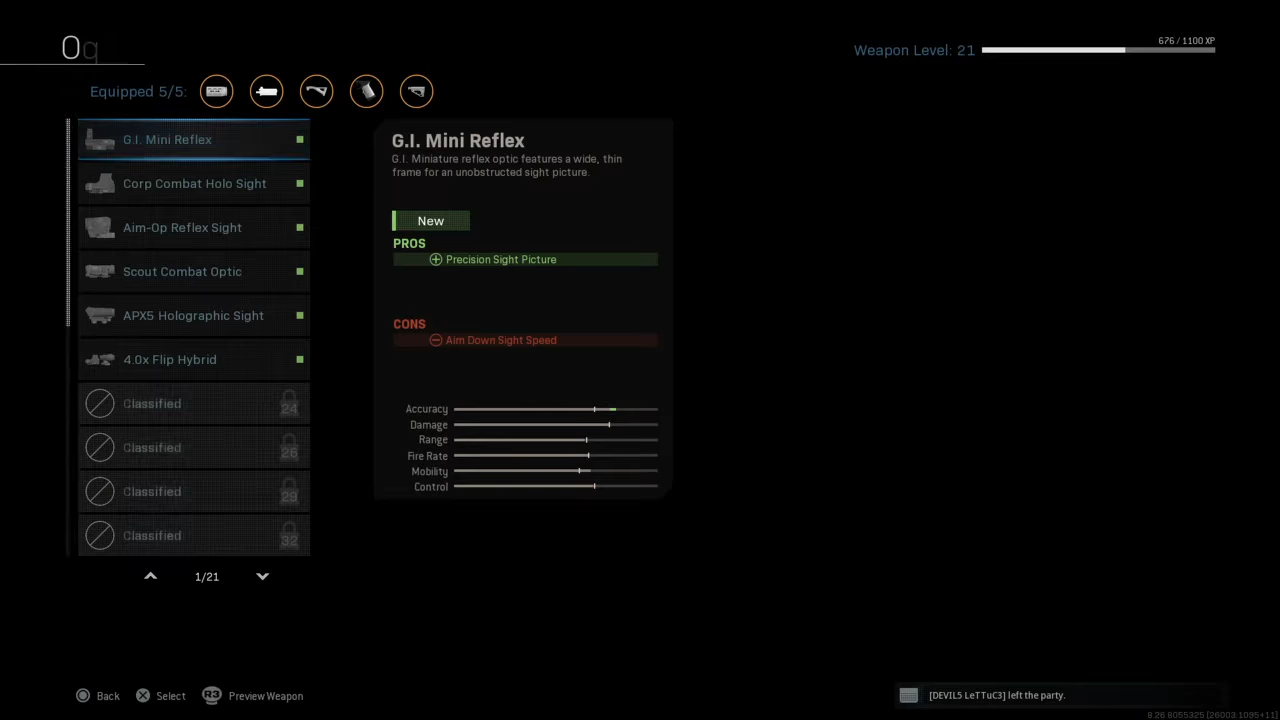 Oq
Weapon Level: 21
676 / 1100 XP
Equipped 5/5:
G.I. Mini Reflex
Corp Combat Holo Sight
Aim-Op Reflex Sight
Scout Combat Optic
APX5 Holographic Sight
4.0x Flip Hybrid
Classified
24
Classified
26
Classified
29
Classified
32
1/21
G.I. Mini Reflex
G.I. Miniature reflex optic features a wide, thin
frame for an unobstructed sight picture.
New
PROS
Precision Sight Picture
CONS
Aim Down Sight Speed
Accuracy
Damage
Range
Fire Rate
Mobility
Control
Back
Select
R3 Preview Weapon
[DEVIL5 LeTTuC3] left the party.